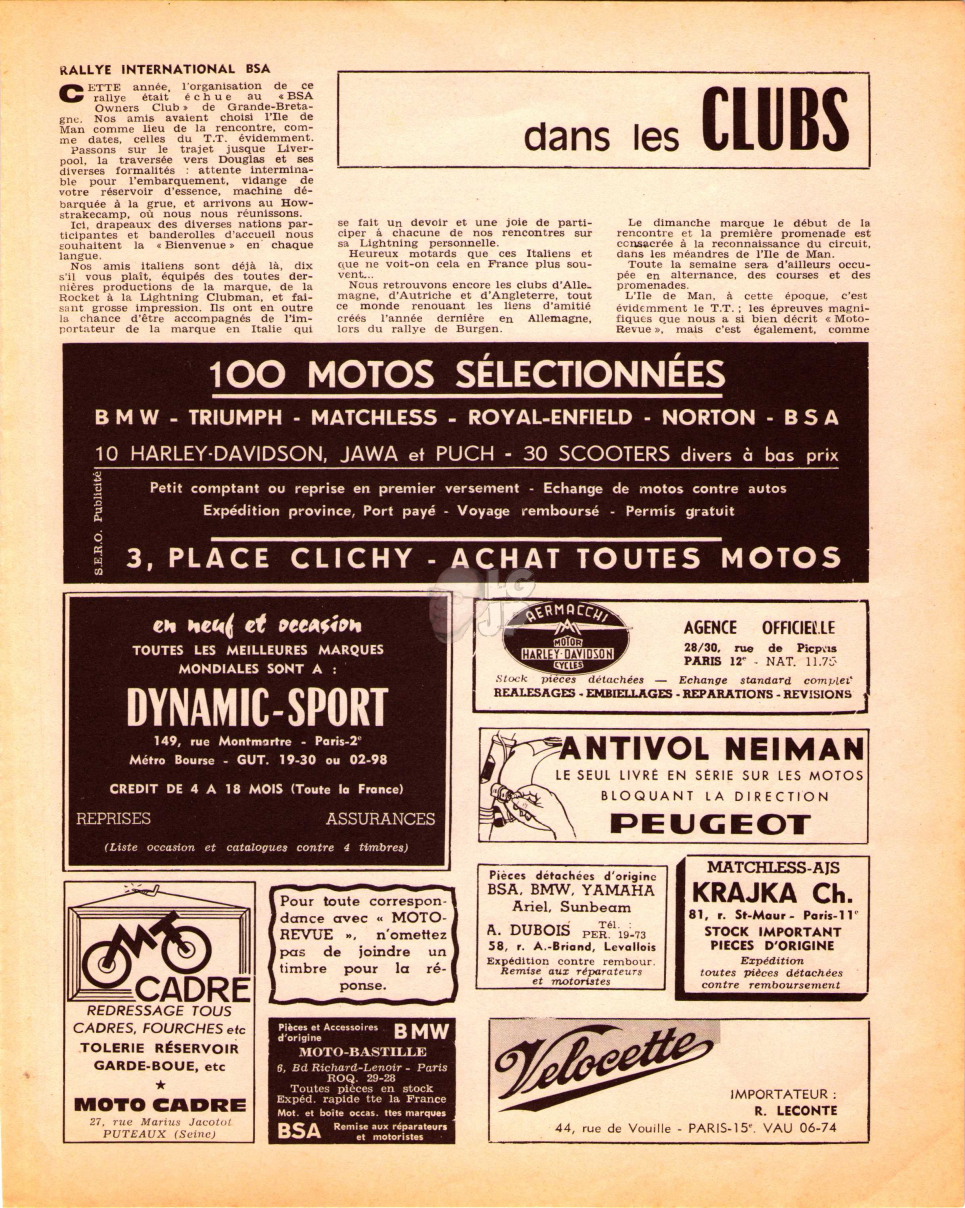 RALLYE INTERNATIONAL BSA
CETTE année, l'organisation de ce
rallye était échue au « BSA
Owners Club » de Grande-Breta-
gne. Nos amis avaient choisi l'Ile de
Man comme lieu de la rencontre, com-
me dates, celles du T.T. évidemment.
Passons sur le trajet jusque Liver-
pool, la traversée vers Douglas et ses
diverses formalités : attente intermina-
ble pour l'embarquement, vidange de
votre réservoir d'essence, machine dé-
barquée à la grue, et arrivons au How-
strakecamp, où nous nous réunissons.
Ici, drapeaux des diverses nations par-
ticipantes et banderolles d'accueil nous
souhaitent la « Bienvenue » en chaque
langue.
Nos amis italiens sont déjà là, dix
s'il vous plaît, équipés des toutes der-
nières productions de la marque, de la
Rocket à la Lightning Clubman, et fai-
sant grosse impression. Ils ont en outre
la chance d'être accompagnés de l'im-
portateur de la marque en Italie qui
dans les CLUBS
se fait un devoir et une joie de parti-
ciper à chacune de nos rencontres sur
sa Lightning personnelle.
Heureux motards que ces Italiens et
que ne voit-on cela en France plus sou-
vent...
Nous retrouvons encore les clubs d'Alle-
magne, d'Autriche et d'Angleterre, tout
ce monde renouant les liens d'amitié
créés l'année dernière en Allemagne,
lors du rallye de Burgen.
Le dimanche marque le début de la
rencontre et la première promenade est
consacrée à la reconnaissance du circuit,
dans les méandres de l'Ile de Man.
Toute la semaine sera d'ailleurs occu-
pée en alternance, des courses et des
promenades.
L'Ile de Man, à cette époque, c'est
évidemment le T.T. ; les épreuves magni-
fiques que nous a si bien décrit « Moto-
Revue », mais c'est également, comme
100 MOTOS SÉLECTIONNÉES
BMW - TRIUMPH - MATCHLESS - ROYAL-ENFIELD - NORTON - BSA
10 HARLEY-DAVIDSON, JAWA et PUCH - 30 SCOOTERS divers à bas prix
Petit comptant ou reprise en premier versement - Echange de motos contre autos
Expédition province, Port payé - Voyage remboursé - Permis gratuit
S.E.R.O. Publicité
3, PLACE CLICHY - ACHAT TOUTES MOTOS
LG
JP
en neuf et occasion
TOUTES LES MEILLEURES MARQUES
MONDIALES SONT A :
DYNAMIC-SPORT
149, rue Montmartre - Paris-2e
Métro Bourse - GUT. 19-30 ou 02-98
CREDIT DE 4 A 18 MOIS (Toute la France)
REPRISES ASSURANCES
(Liste occasion et catalogues contre 4 timbres)
AERMACCHI
MOTOR
HARLEY-DAVIDSON
CYCLES
AGENCE OFFICIELLE
28/30, rue de Picpus
PARIS 12e - NAT. 11.75
Stock pièces détachées — Echange standard complet
REALESAGES - EMBIELLAGES - REPARATIONS - REVISIONS
ANTIVOL NEIMAN
LE SEUL LIVRÉ EN SÉRIE SUR LES MOTOS
BLOQUANT LA DIRECTION
PEUGEOT
MOTO
CADRE
REDRESSAGE TOUS
CADRES, FOURCHES etc
TOLERIE RÉSERVOIR
GARDE-BOUE, etc
★
MOTO CADRE
27, rue Marius Jacotot
PUTEAUX (Seine)
Pour toute correspon-
dance avec « MOTO-
REVUE », n'omettez
pas de joindre un
timbre pour la ré-
ponse.
Pièces et Accessoires
d'origine BMW
MOTO-BASTILLE
6, Bd Richard-Lenoir - Paris
ROQ. 29-28
Toutes pièces en stock
Expéd. rapide tte la France
Mot. et boite occas. ttes marques
BSA Remise aux réparateurs
et motoristes
Pièces détachées d'origine
BSA, BMW, YAMAHA
Ariel, Sunbeam
A. DUBOIS Tél. :
PER. 19-73
58, r. A.-Briand, Levallois
Expédition contre rembour.
Remise aux réparateurs
et motoristes
MATCHLESS-AJS
KRAJKA Ch.
81, r. St-Maur - Paris-11e
STOCK IMPORTANT
PIECES D'ORIGINE
Expédition
toutes pièces détachées
contre remboursement
Velocette
IMPORTATEUR :
R. LECONTE
44, rue de Vouille - PARIS-15e. VAU 06-74